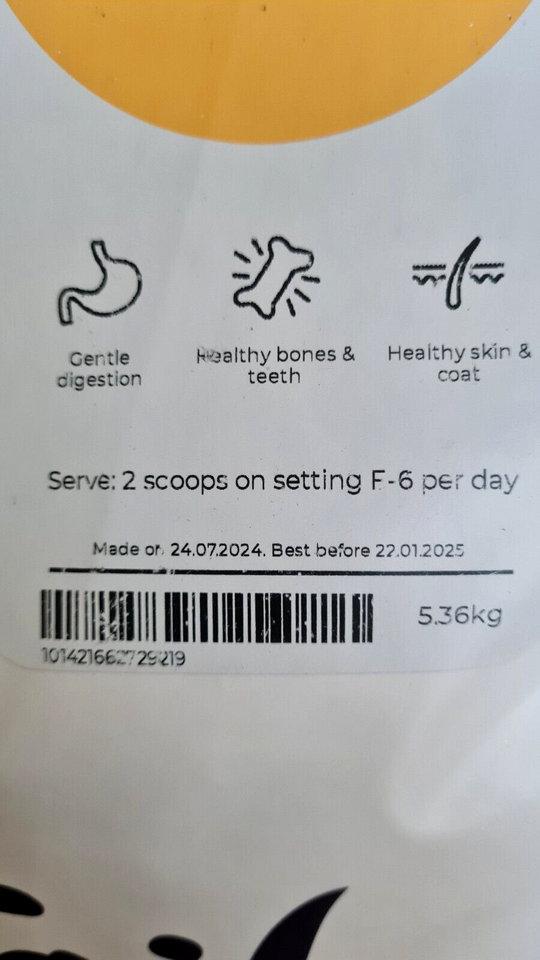 Gentle
digestion
Healthy bones &
teeth
Healthy skin &
coat
Serve: 2 scoops on setting F-6 per day
Made on 24.07.2024. Best before 22.01.2025
5.36kg